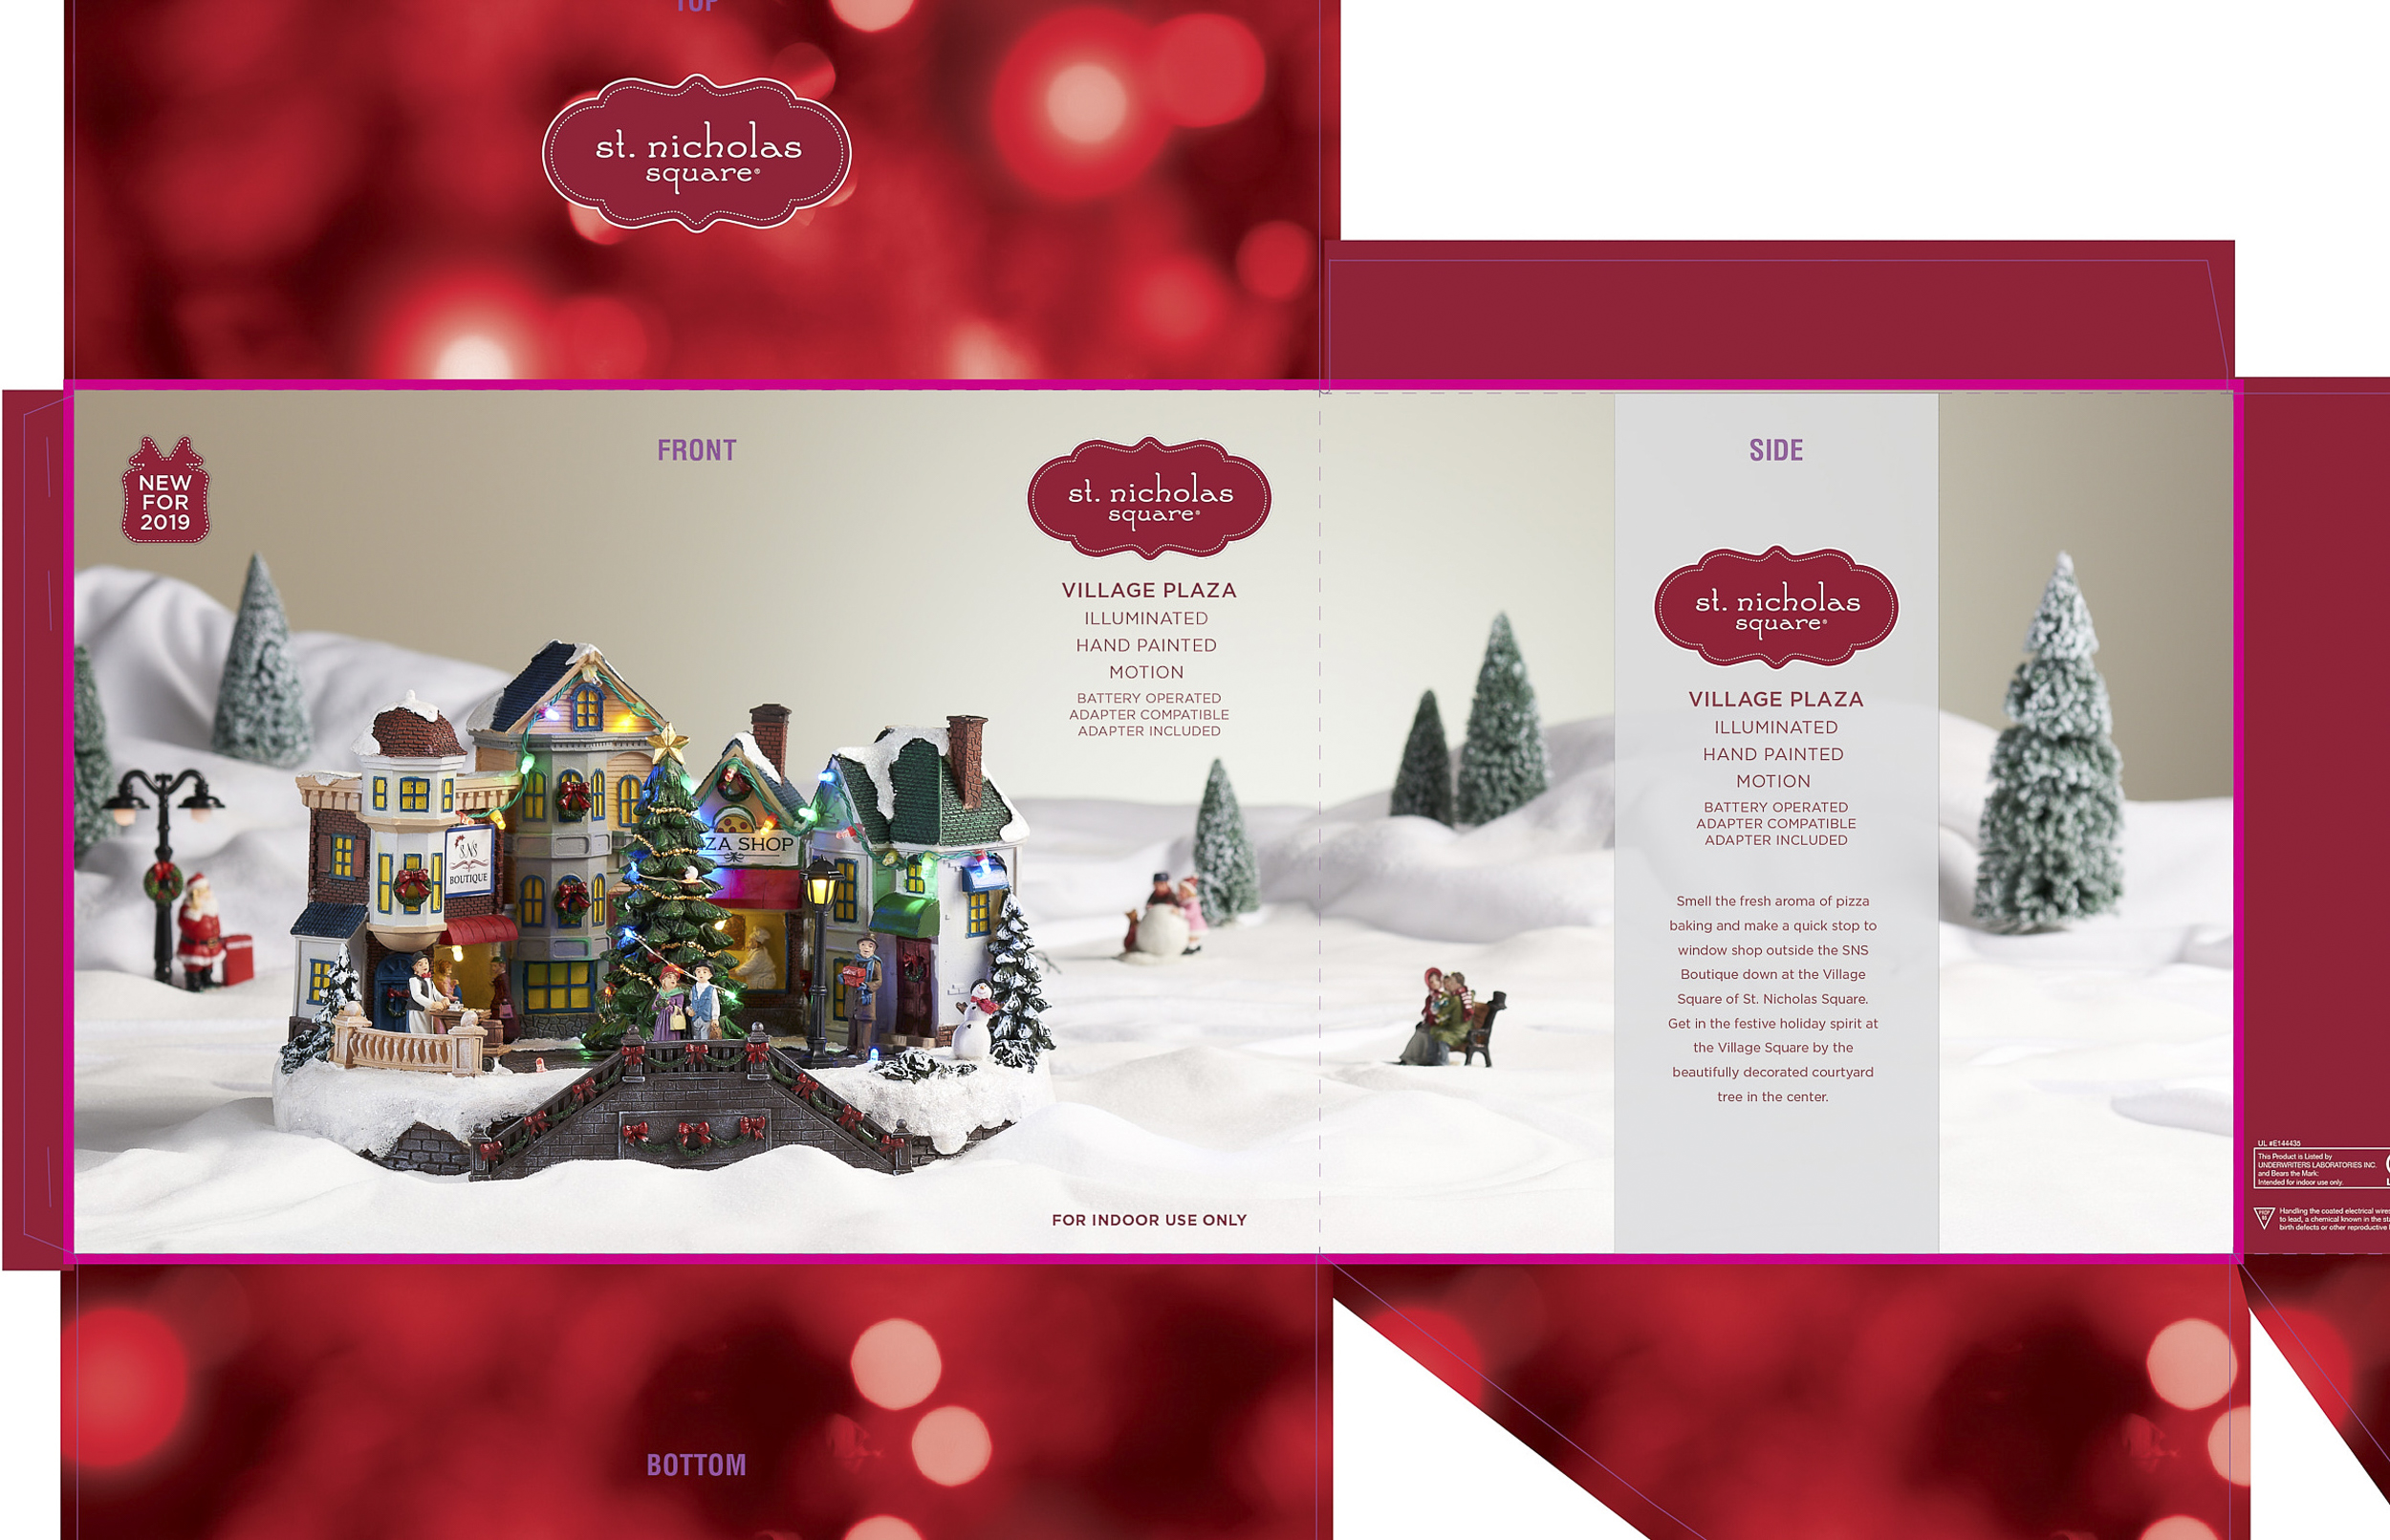 TOP
st. nicholas
square®
FRONT
NEW
FOR
2019
st. nicholas
square®
VILLAGE PLAZA
ILLUMINATED
HAND PAINTED
MOTION
BATTERY OPERATED
ADAPTER COMPATIBLE
ADAPTER INCLUDED
ZA SHOP
SNS
BOUTIQUE
FOR INDOOR USE ONLY
SIDE
st. nicholas
square®
VILLAGE PLAZA
ILLUMINATED
HAND PAINTED
MOTION
BATTERY OPERATED
ADAPTER COMPATIBLE
ADAPTER INCLUDED
Smell the fresh aroma of pizza
baking and make a quick stop to
window shop outside the SNS
Boutique down at the Village
Square of St. Nicholas Square.
Get in the festive holiday spirit at
the Village Square by the
beautifully decorated courtyard
tree in the center.
UL #E144435
This Product is Listed by
UNDERWRITERS LABORATORIES INC.
and Bears the Mark:
Intended for indoor use only.
Handling the coated electrical wires
to lead, a chemical known in the
birth defects or other reproductive
BOTTOM